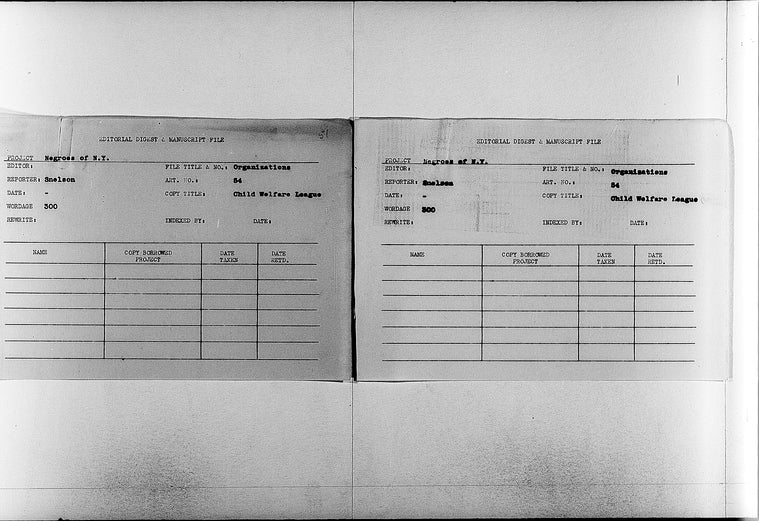 EDITORIAL DIGEST & MANUSCRIPT FILE
PROJECT Negroes of N.Y.
EDITOR: FILE TITLE & NO.: Organizations
REPORTER: Snelson ART. NO.: 54
DATE: - COPY TITLE: Child Welfare League
WORDAGE 300
REWRITE: INDEXED BY: DATE:
NAME COPY BORROWED DATE DATE
PROJECT TAKEN RETD.
EDITORIAL DIGEST & MANUSCRIPT FILE
PROJECT Negroes of N.Y.
EDITOR: FILE TITLE & NO.: Organizations
REPORTER: Snelson ART. NO.: 54
DATE: - COPY TITLE: Child Welfare League
WORDAGE 300
REWRITE: INDEXED BY: DATE:
NAME COPY BORROWED DATE DATE
PROJECT TAKEN RETD.